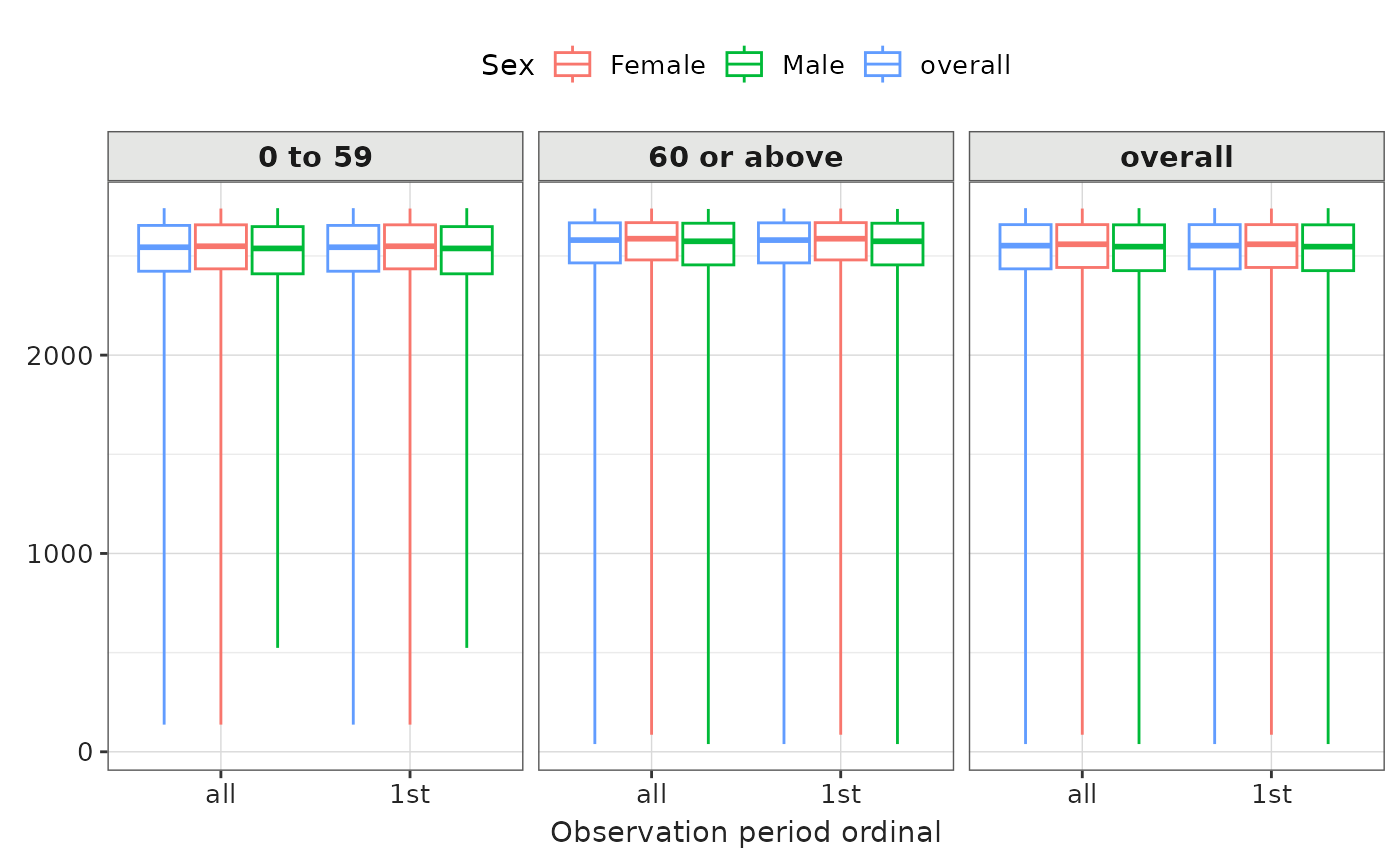 Sex Female Male overall
0 to 59 60 or above overall
2000
1000
0
all 1st all 1st all 1st
Observation period ordinal